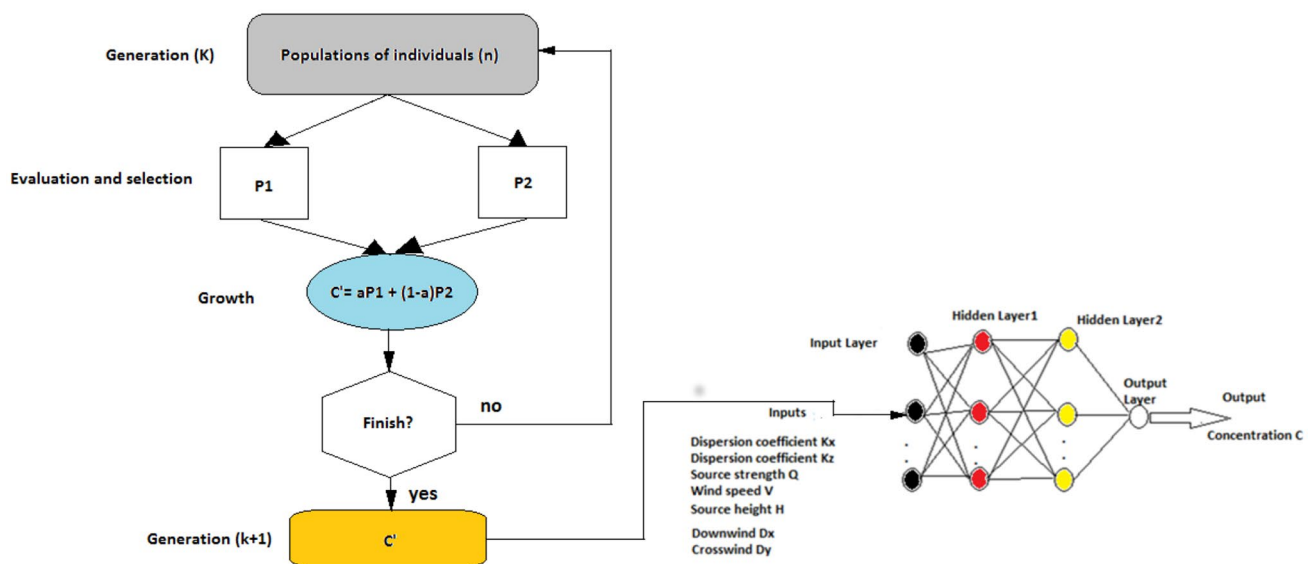 Generation (K)
Populations of individuals (n)
Evaluation and selection
P1
P2
Growth
C'= aP1 + (1-a)P2
Finish?
no
yes
Generation (k+1)
C'
Hidden Layer1
Hidden Layer2
Input Layer
Output
Layer
Inputs
Output
Concentration C
Dispersion coefficient Kx
Dispersion coefficient Kz
Source strength Q
Wind speed V
Source height H
Downwind Dx
Crosswind Dy